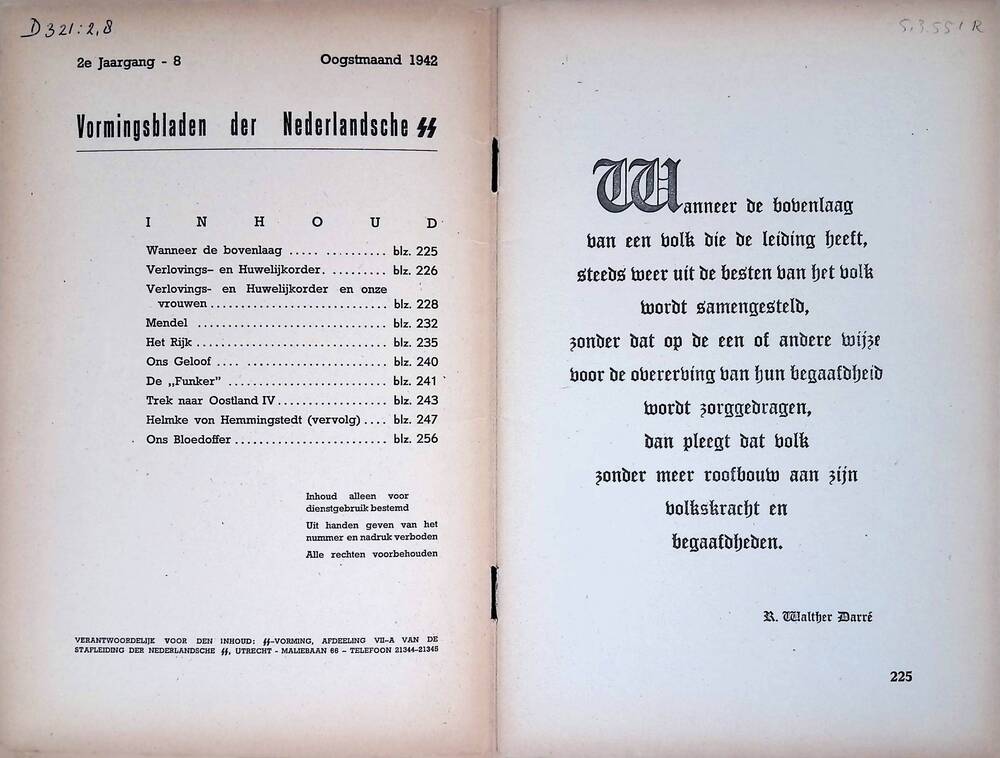 D321:2,8
2e Jaargang - 8 Oogstmaand 1942
Vormingsbladen der Nederlandsche ᛋᛋ
INHOUD
Wanneer de bovenlaag ..... .......... blz. 225
Verlovings- en Huwelijkorder. ......... blz. 226
Verlovings- en Huwelijkorder en onze
vrouwen ............................. blz. 228
Mendel ............................. blz. 232
Het Rijk ............................. blz. 235
Ons Geloof .... ..................... blz. 240
De „Funker” ........................ blz. 241
Trek naar Oostland IV ................. blz. 243
Helmke von Hemmingstedt (vervolg) .... blz. 247
Ons Bloedoffer ....................... blz. 256
Inhoud alleen voor
dienstgebruik bestemd
Uit handen geven van het
nummer en nadruk verboden
Alle rechten voorbehouden
VERANTWOORDELIJK VOOR DEN INHOUD: ᛋᛋ-VORMING, AFDEELING VII-A VAN DE
STAFLEIDING DER NEDERLANDSCHE ᛋᛋ, UTRECHT - MALIEBAAN 66 - TELEFOON 21344-21345
S.3.551 R
Wanneer de bovenlaag
van een volk die de leiding heeft,
steeds weer uit de besten van het volk
wordt samengesteld,
zonder dat op de een of andere wijze
voor de overerving van hun begaafdheid
wordt zorggedragen,
dan pleegt dat volk
zonder meer roofbouw aan zijn
volkskracht en
begaafdheden.
R. Walther Darré
225